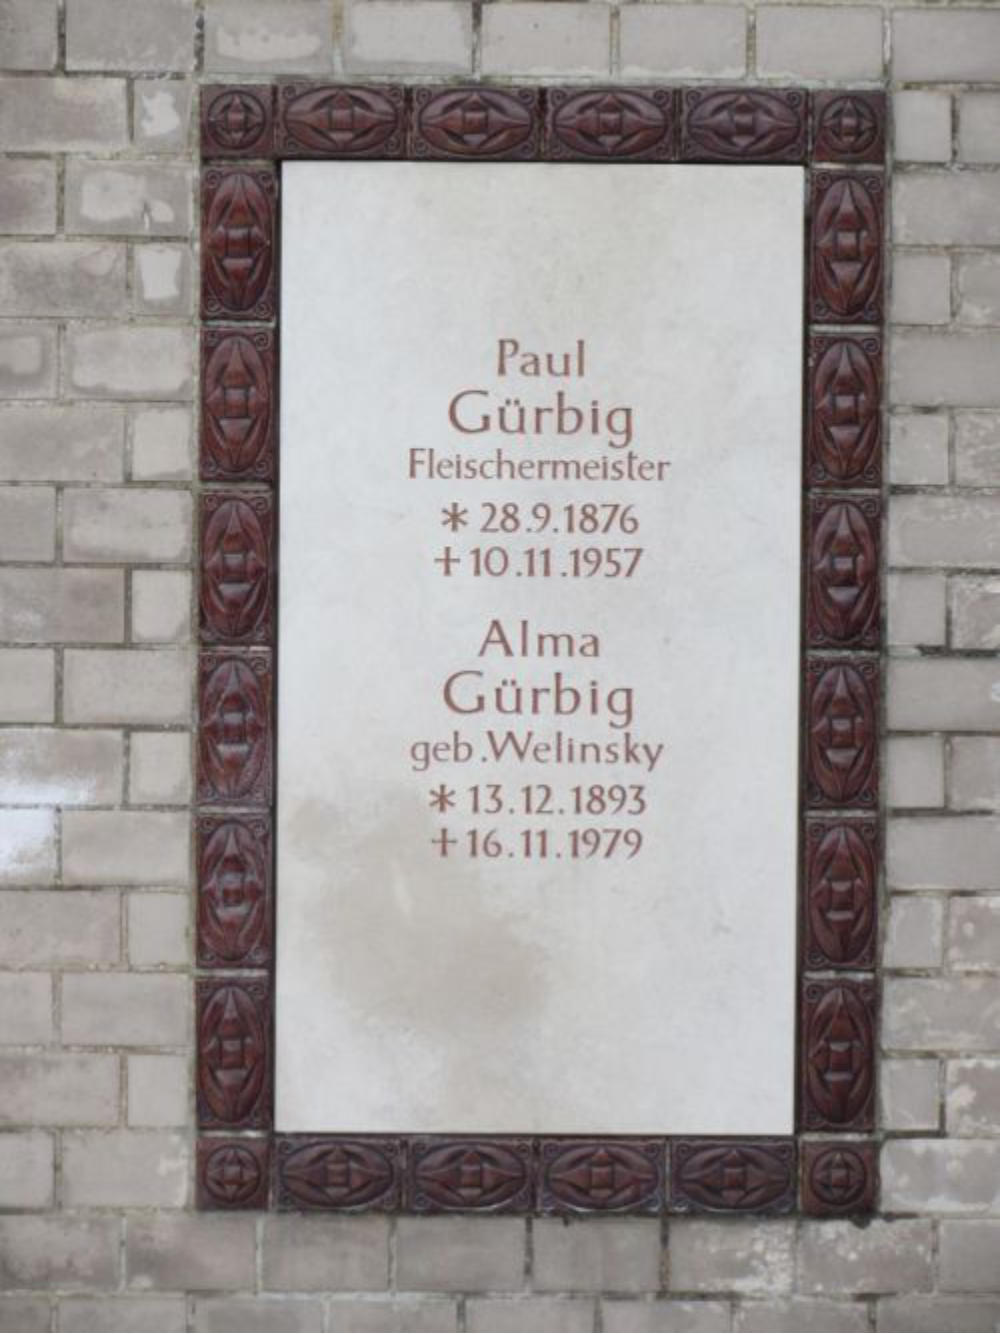 Paul
Gürbig
Fleischermeister
* 28.9.1876
+ 10.11.1957
Alma
Gürbig
geb. Welinsky
* 13.12.1893
+ 16.11.1979